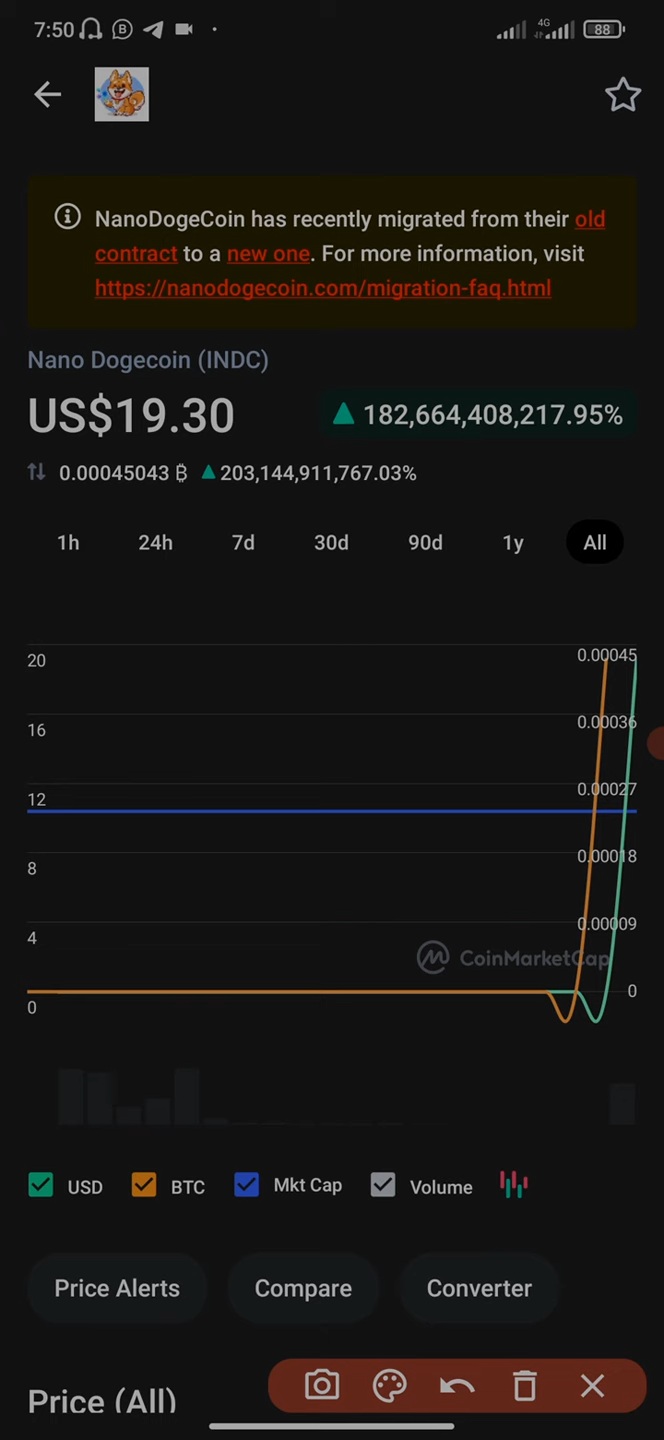 7:50
4G
88
NanoDogeCoin has recently migrated from their old
contract to a new one. For more information, visit
https://nanodogecoin.com/migration-faq.html
Nano Dogecoin (INDC)
US$19.30
182,664,408,217.95%
0.00045043 ₿
203,144,911,767.03%
1h 24h 7d 30d 90d 1y All
20 0.00045
16 0.00036
12 0.00027
8 0.00018
4 0.00009
CoinMarketCap
0 0
USD BTC Mkt Cap Volume
Price Alerts Compare Converter
Price (All)